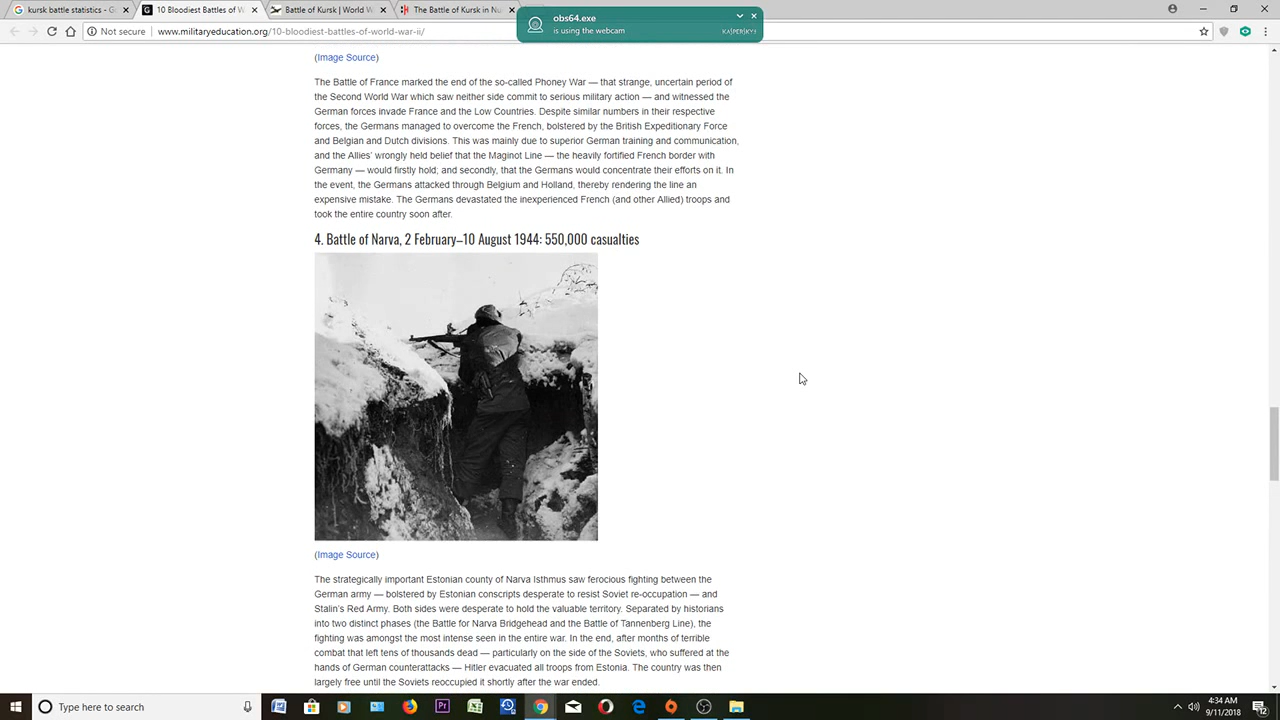 kursk battle statistics - G
10 Bloodiest Battles of W
Battle of Kursk | World W
The Battle of Kursk in Nu
obs64.exe
is using the webcam
KASPERSKY
Not secure
www.militaryeducation.org/10-bloodiest-battles-of-world-war-ii/
(Image Source)
The Battle of France marked the end of the so-called Phoney War — that strange, uncertain period of
the Second World War which saw neither side commit to serious military action — and witnessed the
German forces invade France and the Low Countries. Despite similar numbers in their respective
forces, the Germans managed to overcome the French, bolstered by the British Expeditionary Force
and Belgian and Dutch divisions. This was mainly due to superior German training and communication,
and the Allies' wrongly held belief that the Maginot Line — the heavily fortified French border with
Germany — would firstly hold; and secondly, that the Germans would concentrate their efforts on it. In
the event, the Germans attacked through Belgium and Holland, thereby rendering the line an
expensive mistake. The Germans devastated the inexperienced French (and other Allied) troops and
took the entire country soon after.
4. Battle of Narva, 2 February–10 August 1944: 550,000 casualties
(Image Source)
The strategically important Estonian county of Narva Isthmus saw ferocious fighting between the
German army — bolstered by Estonian conscripts desperate to resist Soviet re-occupation — and
Stalin's Red Army. Both sides were desperate to hold the valuable territory. Separated by historians
into two distinct phases (the Battle for Narva Bridgehead and the Battle of Tannenberg Line), the
fighting was amongst the most intense seen in the entire war. In the end, after months of terrible
combat that left tens of thousands dead — particularly on the side of the Soviets, who suffered at the
hands of German counterattacks — Hitler evacuated all troops from Estonia. The country was then
largely free until the Soviets reoccupied it shortly after the war ended.
Type here to search
4:34 AM
9/11/2018
12